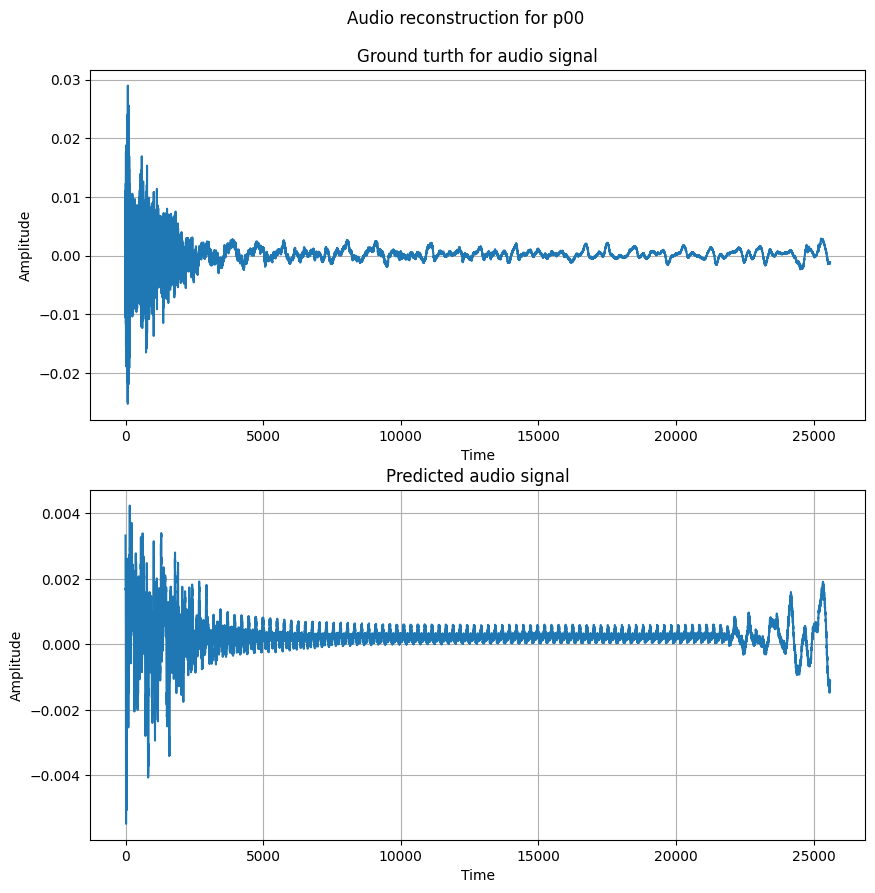 Audio reconstruction for p00
Ground turth for audio signal
0.03
0.02
0.01
0.00
−0.01
−0.02
Amplitude
0 5000 10000 15000 20000 25000
Time
Predicted audio signal
0.004
0.002
0.000
−0.002
−0.004
Amplitude
0 5000 10000 15000 20000 25000
Time